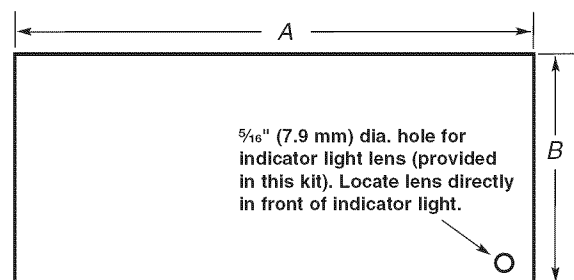 A
5/16" (7.9 mm) dia. hole for
indicator light lens (provided
in this kit). Locate lens directly
in front of indicator light.
B